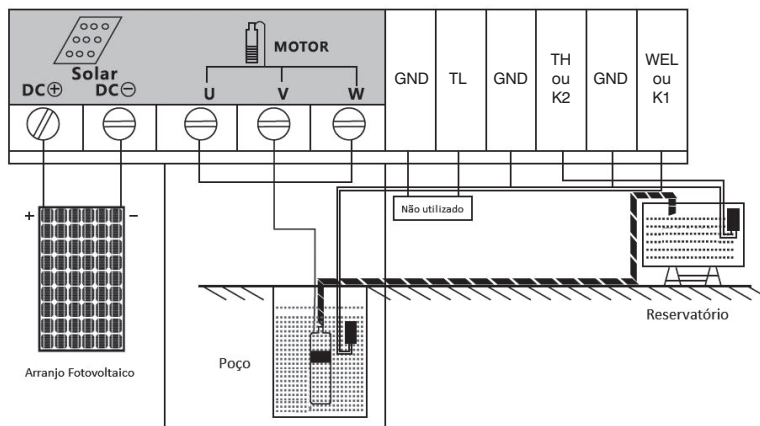 MOTOR
Solar
DC⊕ DC⊖
U V W
GND
TL
GND
TH
ou
K2
GND
WEL
ou
K1
Não utilizado
+ −
Reservatório
Poço
Arranjo Fotovoltaico